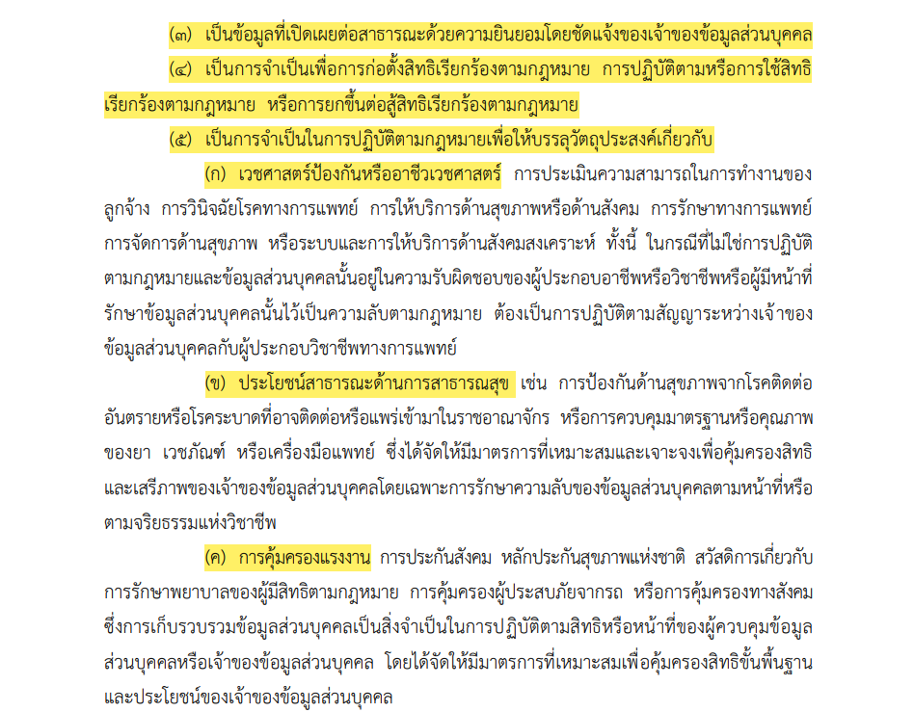 (๓) เป็นข้อมูลที่เปิดเผยต่อสาธารณะด้วยความยินยอมโดยชัดแจ้งของเจ้าของข้อมูลส่วนบุคคล
(๔) เป็นการจำเป็นเพื่อการก่อตั้งสิทธิเรียกร้องตามกฎหมาย การปฏิบัติตามหรือการใช้สิทธิ
เรียกร้องตามกฎหมาย หรือการยกขึ้นต่อสู้สิทธิเรียกร้องตามกฎหมาย
(๕) เป็นการจำเป็นในการปฏิบัติตามกฎหมายเพื่อให้บรรลุวัตถุประสงค์เกี่ยวกับ
(ก) เวชศาสตร์ป้องกันหรืออาชีวเวชศาสตร์ การประเมินความสามารถในการทำงานของ
ลูกจ้าง การวินิจฉัยโรคทางการแพทย์ การให้บริการด้านสุขภาพหรือด้านสังคม การรักษาทางการแพทย์
การจัดการด้านสุขภาพ หรือระบบและการให้บริการด้านสังคมสงเคราะห์ ทั้งนี้ ในกรณีที่ไม่ใช่การปฏิบัติ
ตามกฎหมายและข้อมูลส่วนบุคคลนั้นอยู่ในความรับผิดชอบของผู้ประกอบอาชีพหรือวิชาชีพหรือผู้มีหน้าที่
รักษาข้อมูลส่วนบุคคลนั้นไว้เป็นความลับตามกฎหมาย ต้องเป็นการปฏิบัติตามสัญญาระหว่างเจ้าของ
ข้อมูลส่วนบุคคลกับผู้ประกอบวิชาชีพทางการแพทย์
(ข) ประโยชน์สาธารณะด้านการสาธารณสุข เช่น การป้องกันด้านสุขภาพจากโรคติดต่อ
อันตรายหรือโรคระบาดที่อาจติดต่อหรือแพร่เข้ามาในราชอาณาจักร หรือการควบคุมมาตรฐานหรือคุณภาพ
ของยา เวชภัณฑ์ หรือเครื่องมือแพทย์ ซึ่งได้จัดให้มีมาตรการที่เหมาะสมและเจาะจงเพื่อคุ้มครองสิทธิ
และเสรีภาพของเจ้าของข้อมูลส่วนบุคคลโดยเฉพาะการรักษาความลับของข้อมูลส่วนบุคคลตามหน้าที่หรือ
ตามจริยธรรมแห่งวิชาชีพ
(ค) การคุ้มครองแรงงาน การประกันสังคม หลักประกันสุขภาพแห่งชาติ สวัสดิการเกี่ยวกับ
การรักษาพยาบาลของผู้มีสิทธิตามกฎหมาย การคุ้มครองผู้ประสบภัยจากรถ หรือการคุ้มครองทางสังคม
ซึ่งการเก็บรวบรวมข้อมูลส่วนบุคคลเป็นสิ่งจำเป็นในการปฏิบัติตามสิทธิหรือหน้าที่ของผู้ควบคุมข้อมูล
ส่วนบุคคลหรือเจ้าของข้อมูลส่วนบุคคล โดยได้จัดให้มีมาตรการที่เหมาะสมเพื่อคุ้มครองสิทธิขั้นพื้นฐาน
และประโยชน์ของเจ้าของข้อมูลส่วนบุคคล